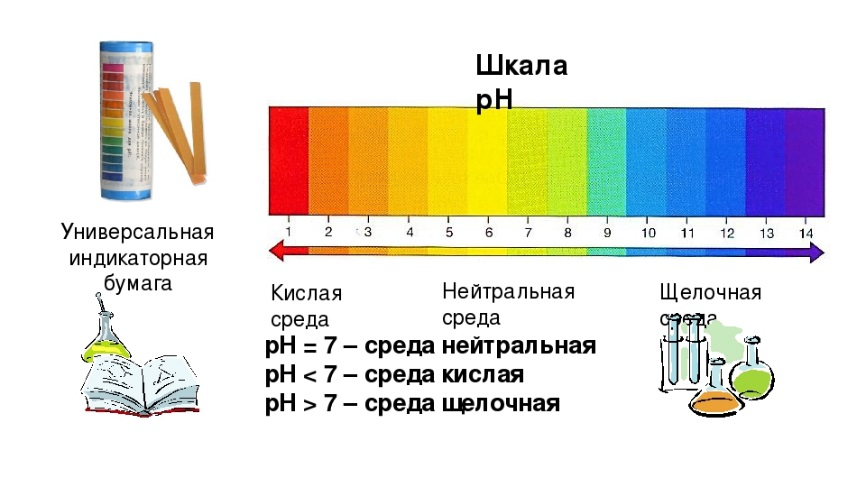 Шкала
pH
1 2 3 4 5 6 7 8 9 10 11 12 13 14
Универсальная
индикаторная
бумага
Кислая
среда
Нейтральная
среда
Щелочная
среда
pH = 7 – среда нейтральная
pH < 7 – среда кислая
pH > 7 – среда щелочная